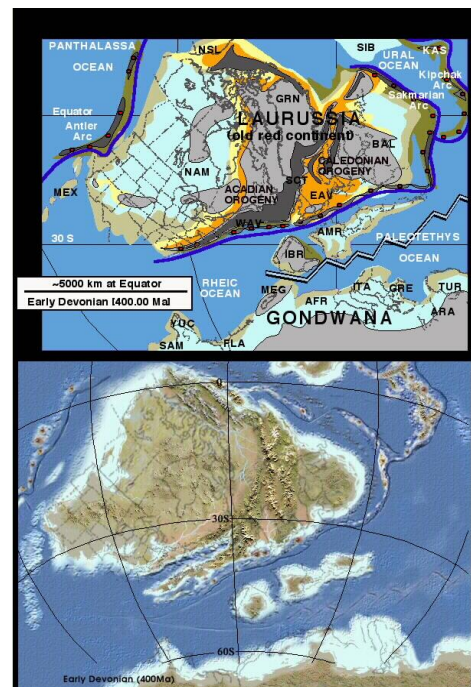 PANTHALASSA
OCEAN
NSL
SIB
URAL
OCEAN
KAS
Kipchak
Arc
Sakmarian
Arc
Equator
Antler
Arc
GRN
LAURUSSIA
(old red continent)
BAL
NAM
CALEDONIAN
OROGENY
SCT
MEX
ACADIAN
OROGENY
EAV
WAV
AMR
30 S
IBR
PALEOTETHYS
OCEAN
~5000 km at Equator
Early Devonian (400.00 Ma)
RHEIC
OCEAN
MEG
AFR
ITA
GRE
TUR
GONDWANA
ARA
YUC
SAM
FLA
0
30S
60S
Early Devonian (400Ma)